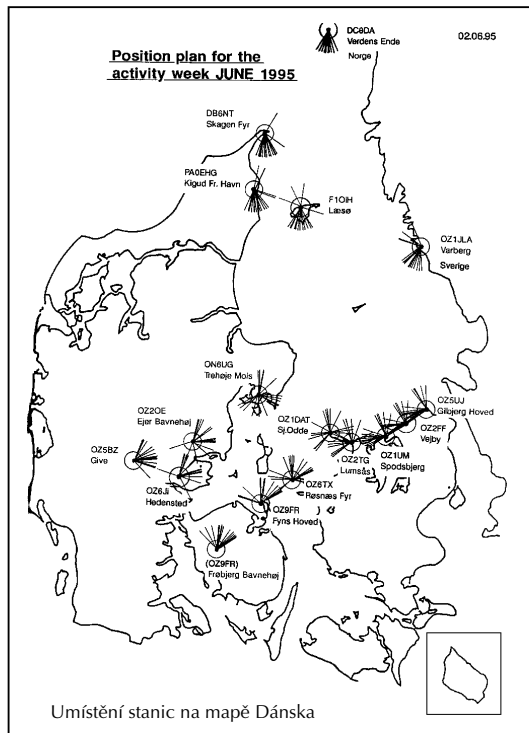 DC6DA
Verdens Ende
Norge
02.06.95
Position plan for the
activity week JUNE 1995
DB6NT
Skagen Fyr
PA0EHG
Kigud Fr. Havn
F1OIH
Læsø
OZ1JLA
Varberg
Sverige
ON6UG
Trehøje Mols
OZ2OE
Ejer Bavnehøj
OZ5BZ
Give
OZ6JI
Hedensted
OZ1DAT
Sj.Odde
OZ5UJ
Gilbjerg Hoved
OZ2FF
Vejby
OZ1UM
Spodsbjerg
OZ2TG
Lumsås
OZ6TX
Røsnæs Fyr
OZ9FR
Fyns Hoved
(OZ9FR)
Frøbjerg Bavnehøj
Umístění stanic na mapě Dánska